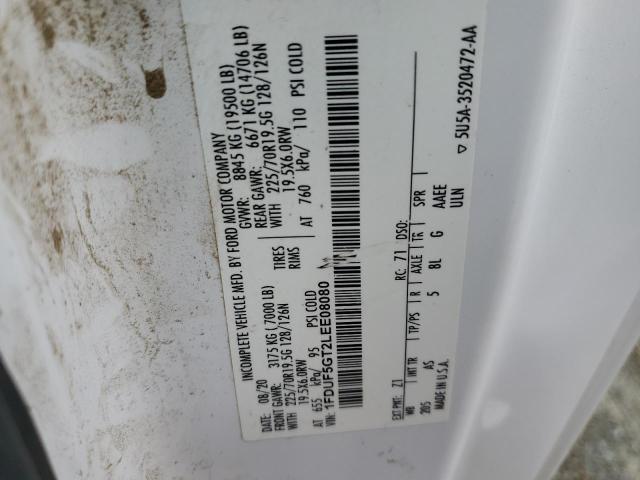 INCOMPLETE VEHICLE MFD. BY FORD MOTOR COMPANY
08/20 GVWR: 8845 KG (19500 LB)
FRONT GAWR: 3175 KG (7000 LB) REAR GAWR: 6671 KG (14706 LB)
WITH 225/70R19.5G 128/126N TIRES WITH 225/70R19.5G 128/126N
19.5X6.0RW RIMS 19.5X6.0RW
AT 655 kPa/ 95 PSI COLD AT 760 kPa/ 110 PSI COLD
VIN: 1FDUF5GT2LEE08080
EXT PNT: Z1 RC: 71 DSO:
WB INT TR TP/PS R AXLE TR SPR
205 AS 5 8L G AAEE
MADE IN U.S.A. ULN
▽ 5U5A-3520472-AA